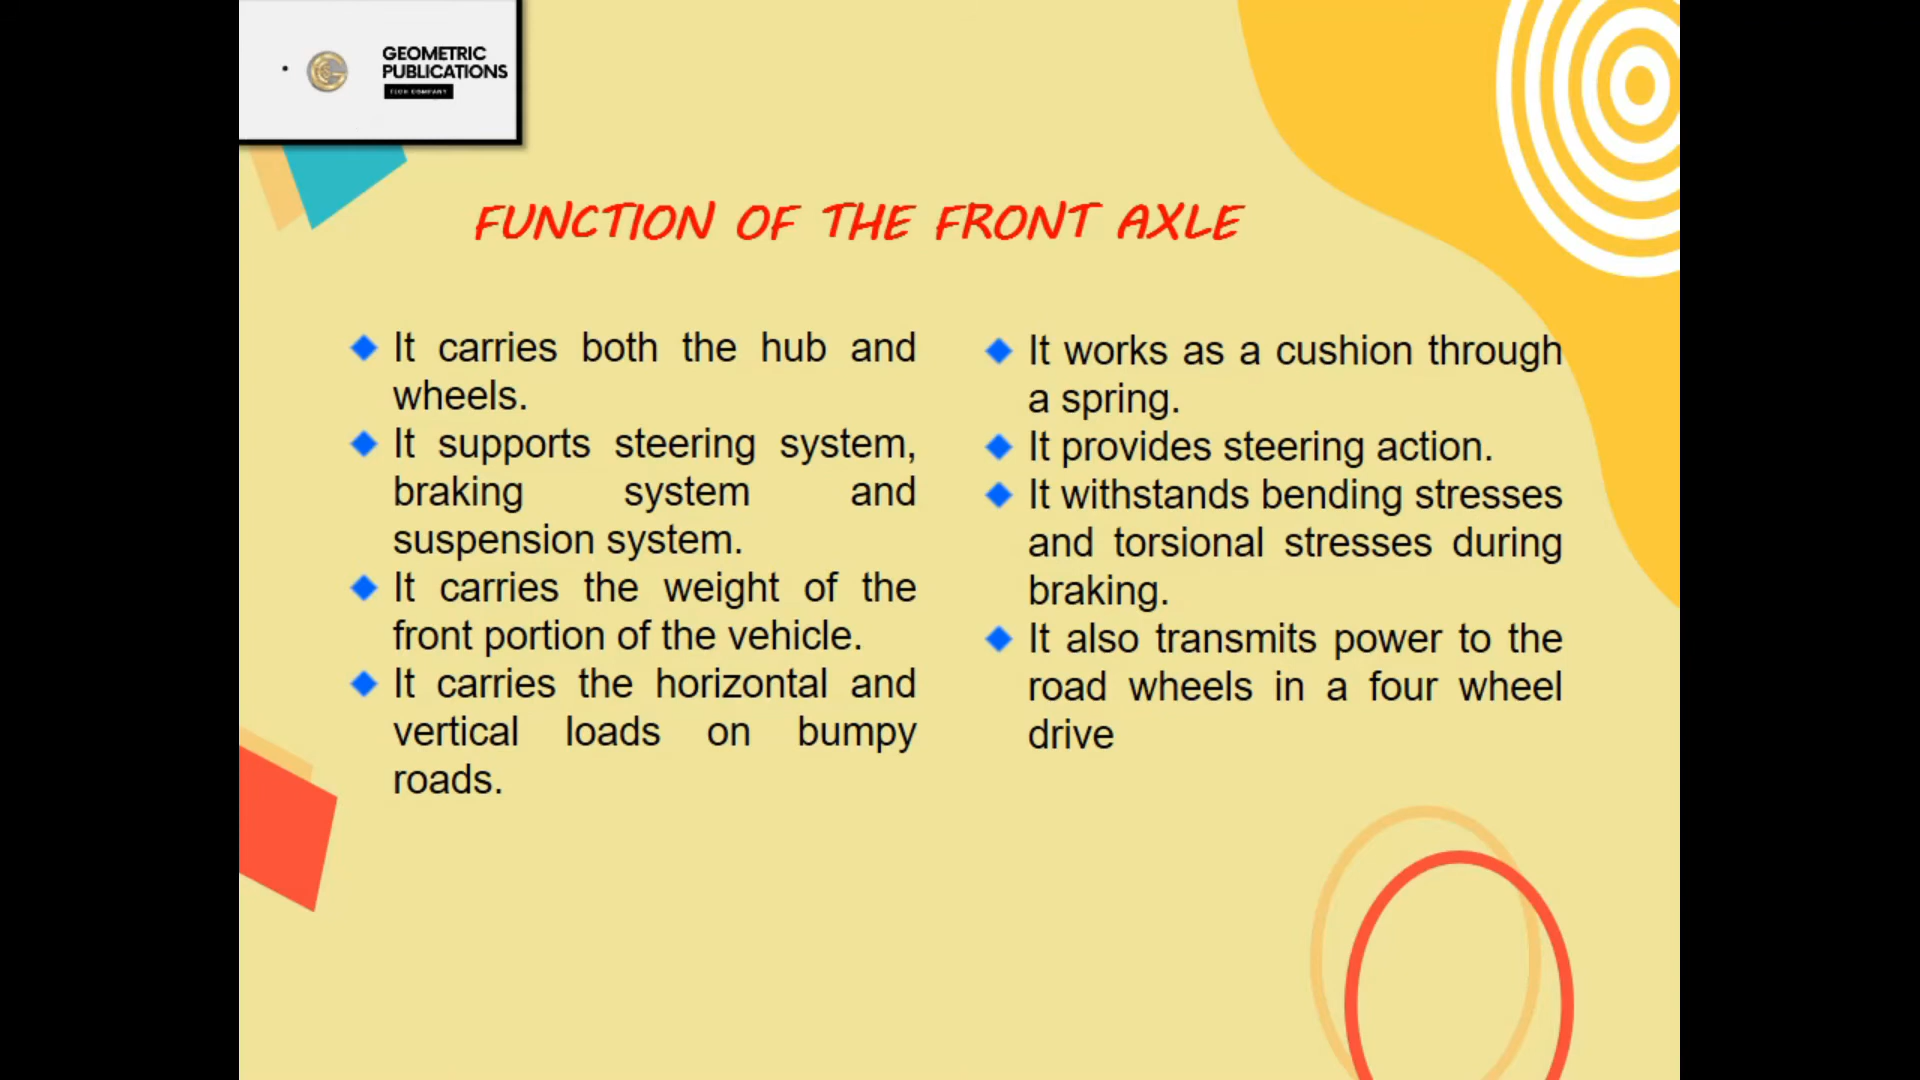 GEOMETRIC
PUBLICATIONS
TECH COMPANY
FUNCTION OF THE FRONT AXLE
It carries both the hub and
wheels.
It supports steering system,
braking system and
suspension system.
It carries the weight of the
front portion of the vehicle.
It carries the horizontal and
vertical loads on bumpy
roads.
It works as a cushion through
a spring.
It provides steering action.
It withstands bending stresses
and torsional stresses during
braking.
It also transmits power to the
road wheels in a four wheel
drive